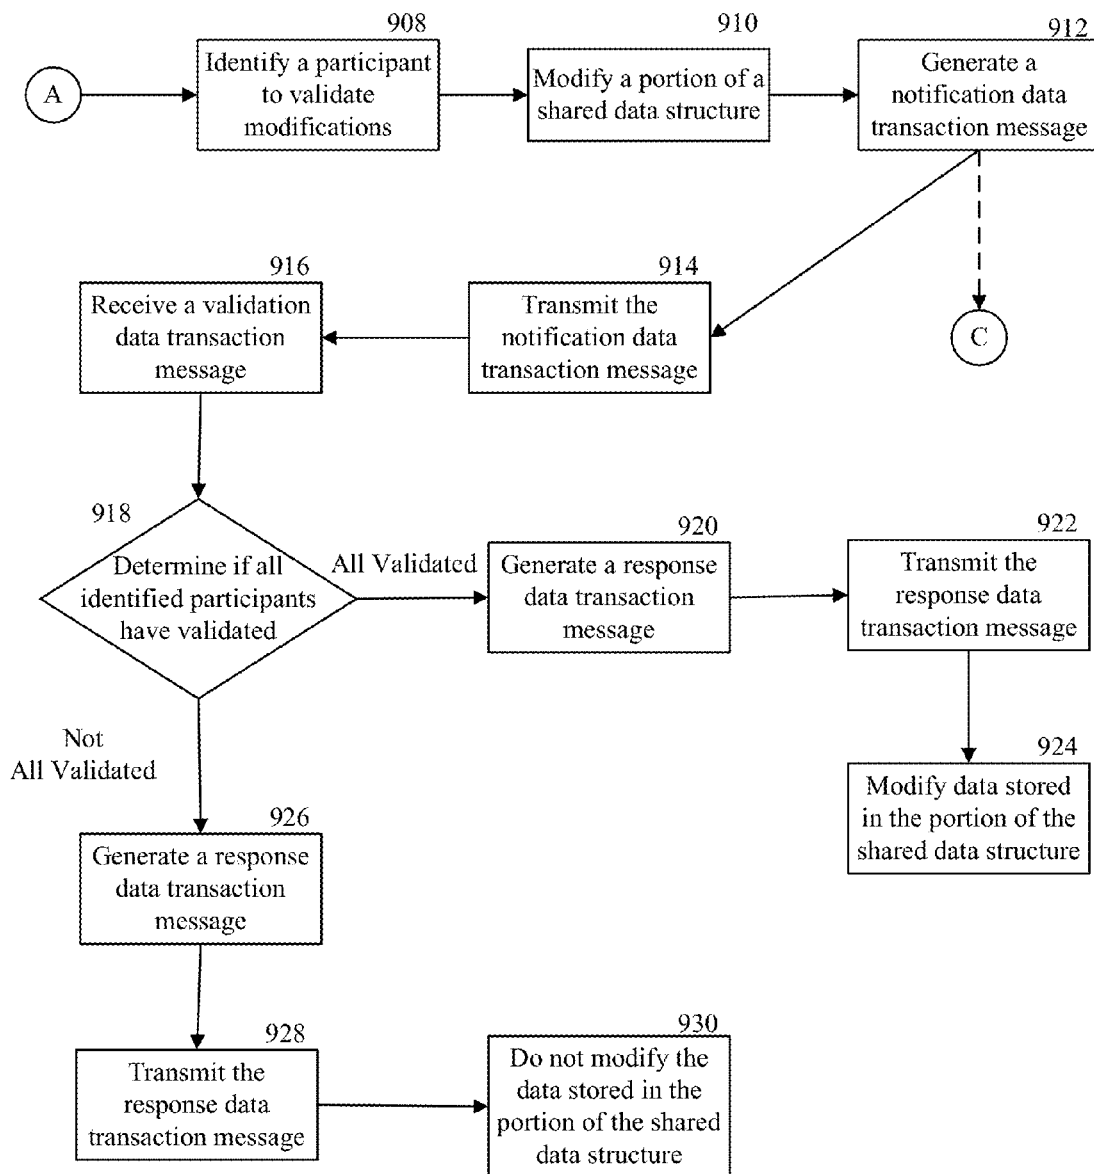 908
910
912
A
Identify a participant
to validate
modifications
Modify a portion of a
shared data structure
Generate a
notification data
transaction message
916
914
Receive a validation
data transaction
message
Transmit the
notification data
transaction message
C
918
Determine if all
identified participants
have validated
All Validated
920
Generate a response
data transaction
message
922
Transmit the
response data
transaction message
Not
All Validated
924
Modify data stored
in the portion of the
shared data structure
926
Generate a response
data transaction
message
928
Transmit the
response data
transaction message
930
Do not modify the
data stored in the
portion of the shared
data structure